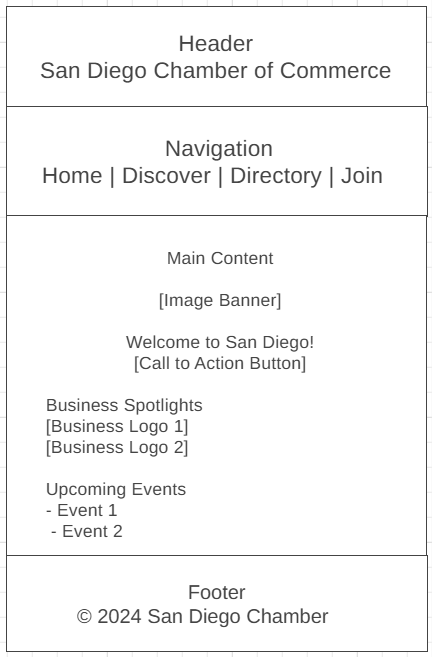 Header
San Diego Chamber of Commerce
Navigation
Home | Discover | Directory | Join
Main Content
[Image Banner]
Welcome to San Diego!
[Call to Action Button]
Business Spotlights
[Business Logo 1]
[Business Logo 2]
Upcoming Events
- Event 1
- Event 2
Footer
© 2024 San Diego Chamber